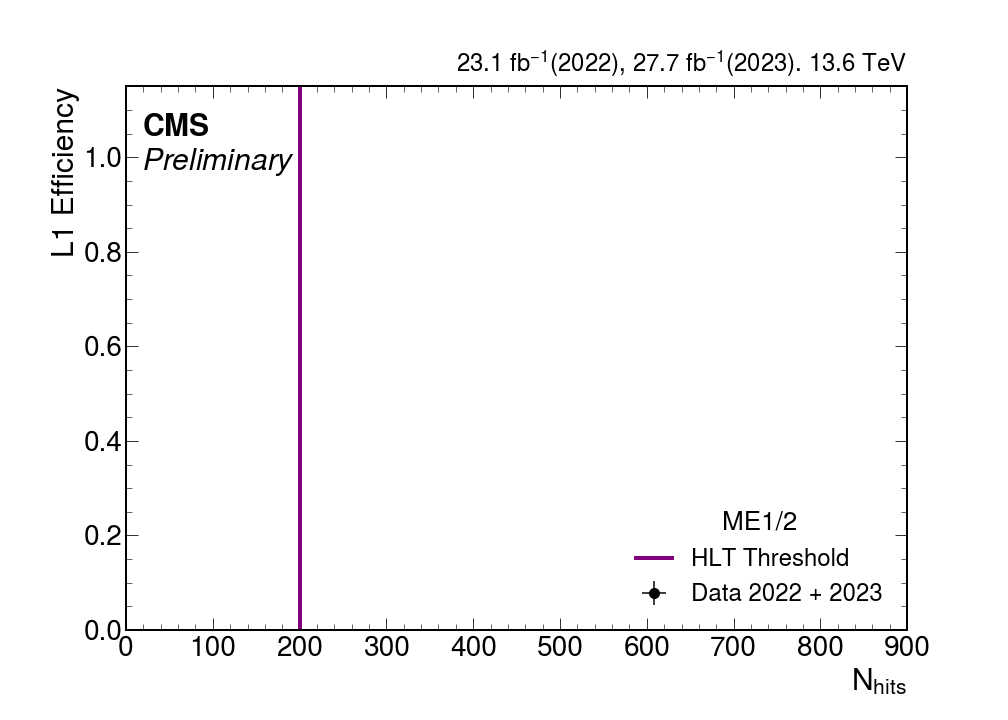 23.1 fb⁻¹(2022), 27.7 fb⁻¹(2023). 13.6 TeV
CMS
Preliminary
L1 Efficiency
1.0
0.8
0.6
0.4
0.2
0.0
ME1/2
HLT Threshold
Data 2022 + 2023
0 100 200 300 400 500 600 700 800 900
N_hits